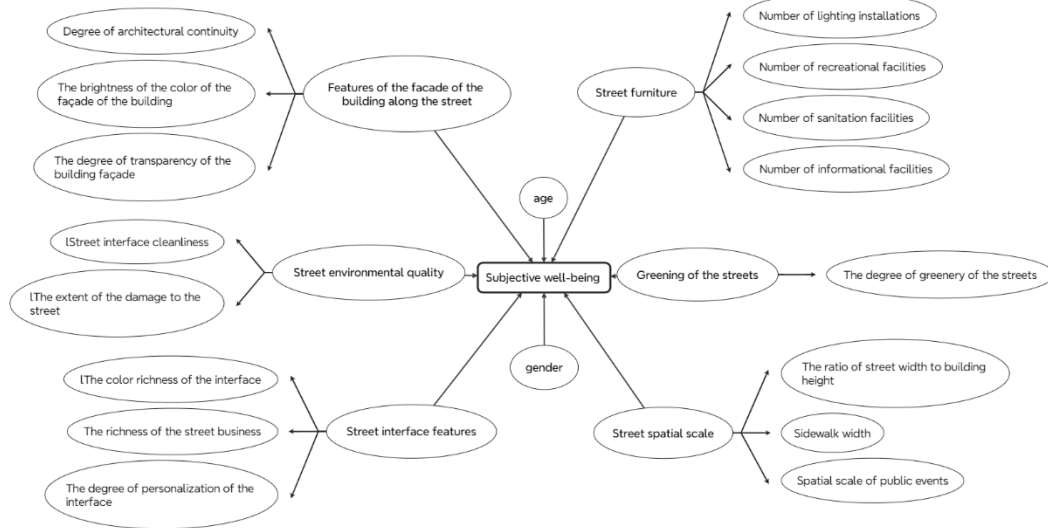 Degree of architectural continuity
The brightness of the color of the
façade of the building
The degree of transparency of the
building façade
Features of the facade of the
building along the street
Street furniture
Number of lighting installations
Number of recreational facilities
Number of sanitation facilities
Number of informational facilities
age
lStreet interface cleanliness
lThe extent of the damage to the
street
Street environmental quality
Subjective well-being
Greening of the streets
The degree of greenery of the streets
gender
lThe color richness of the interface
The richness of the street business
The degree of personalization of the
interface
Street interface features
Street spatial scale
The ratio of street width to building
height
Sidewalk width
Spatial scale of public events